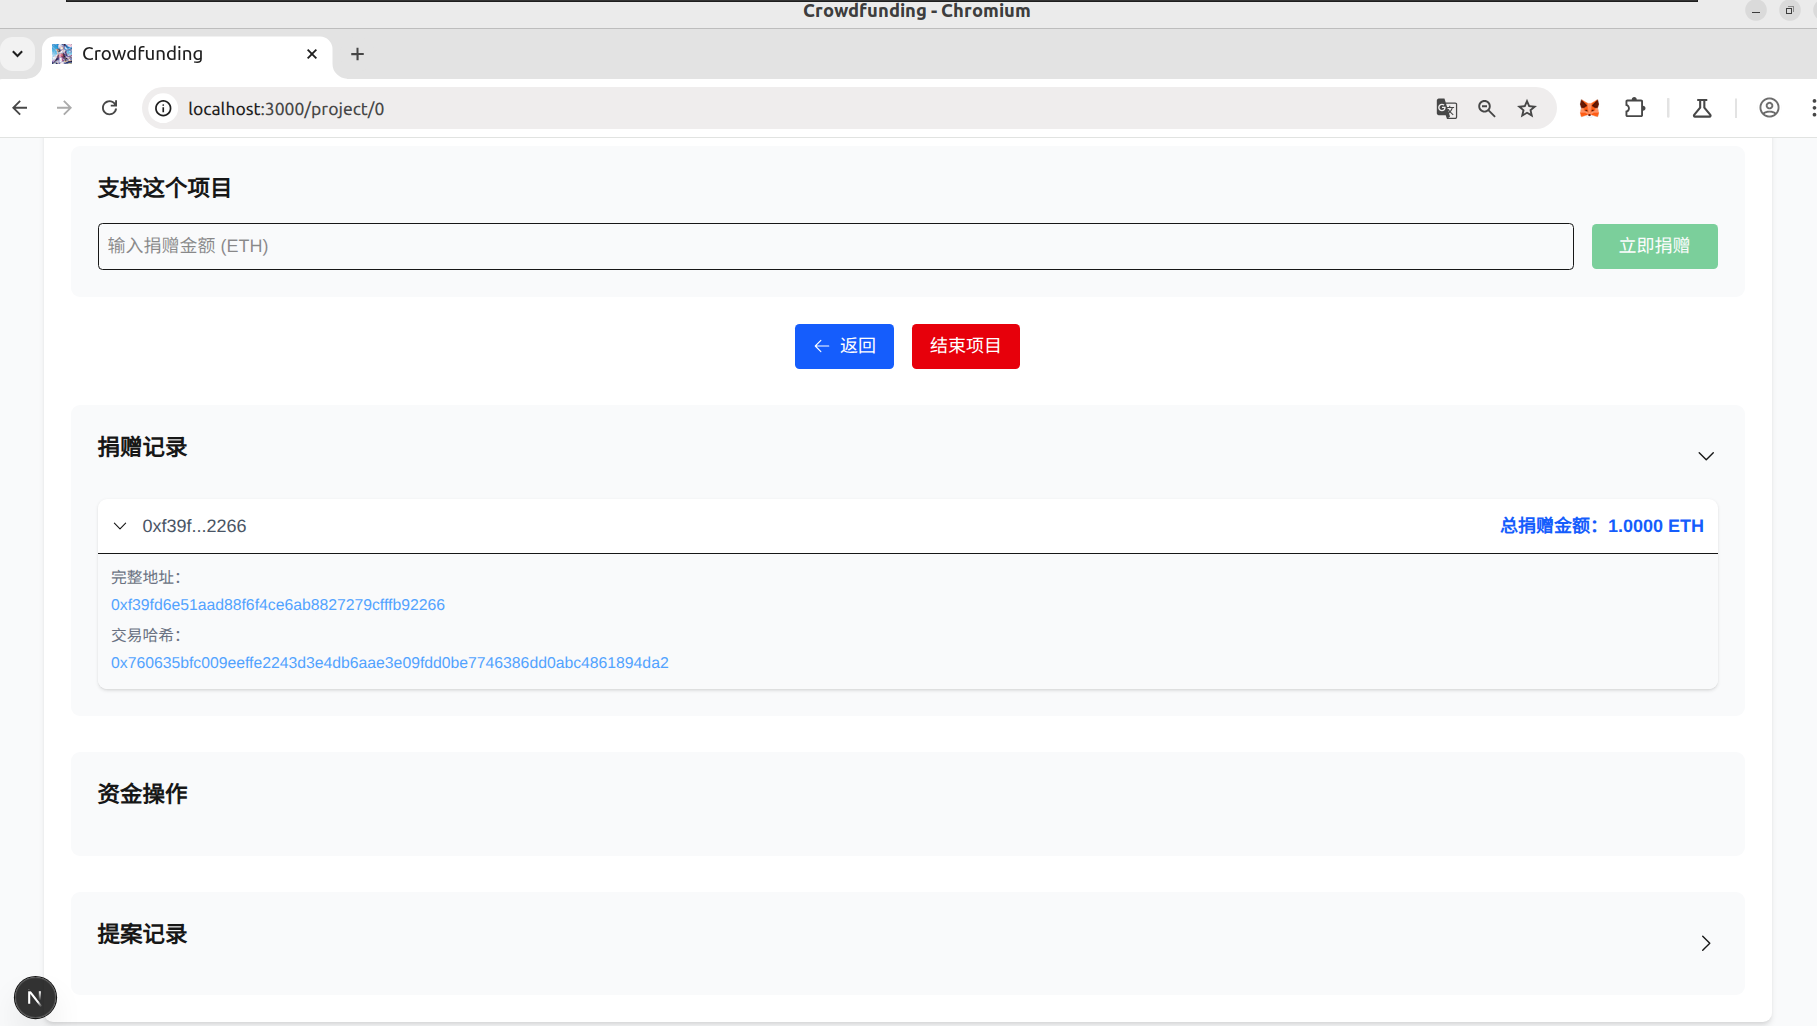 Crowdfunding - Chromium
Crowdfunding
localhost:3000/project/0
支持这个项目
输入捐赠金额 (ETH)
立即捐赠
← 返回
结束项目
捐赠记录
0xf39f...2266
总捐赠金额：1.0000 ETH
完整地址：
0xf39fd6e51aad88f6f4ce6ab8827279cfffb92266
交易哈希：
0x760635bfc009eeffe2243d3e4db6aae3e09fdd0be7746386dd0abc4861894da2
资金操作
提案记录
N